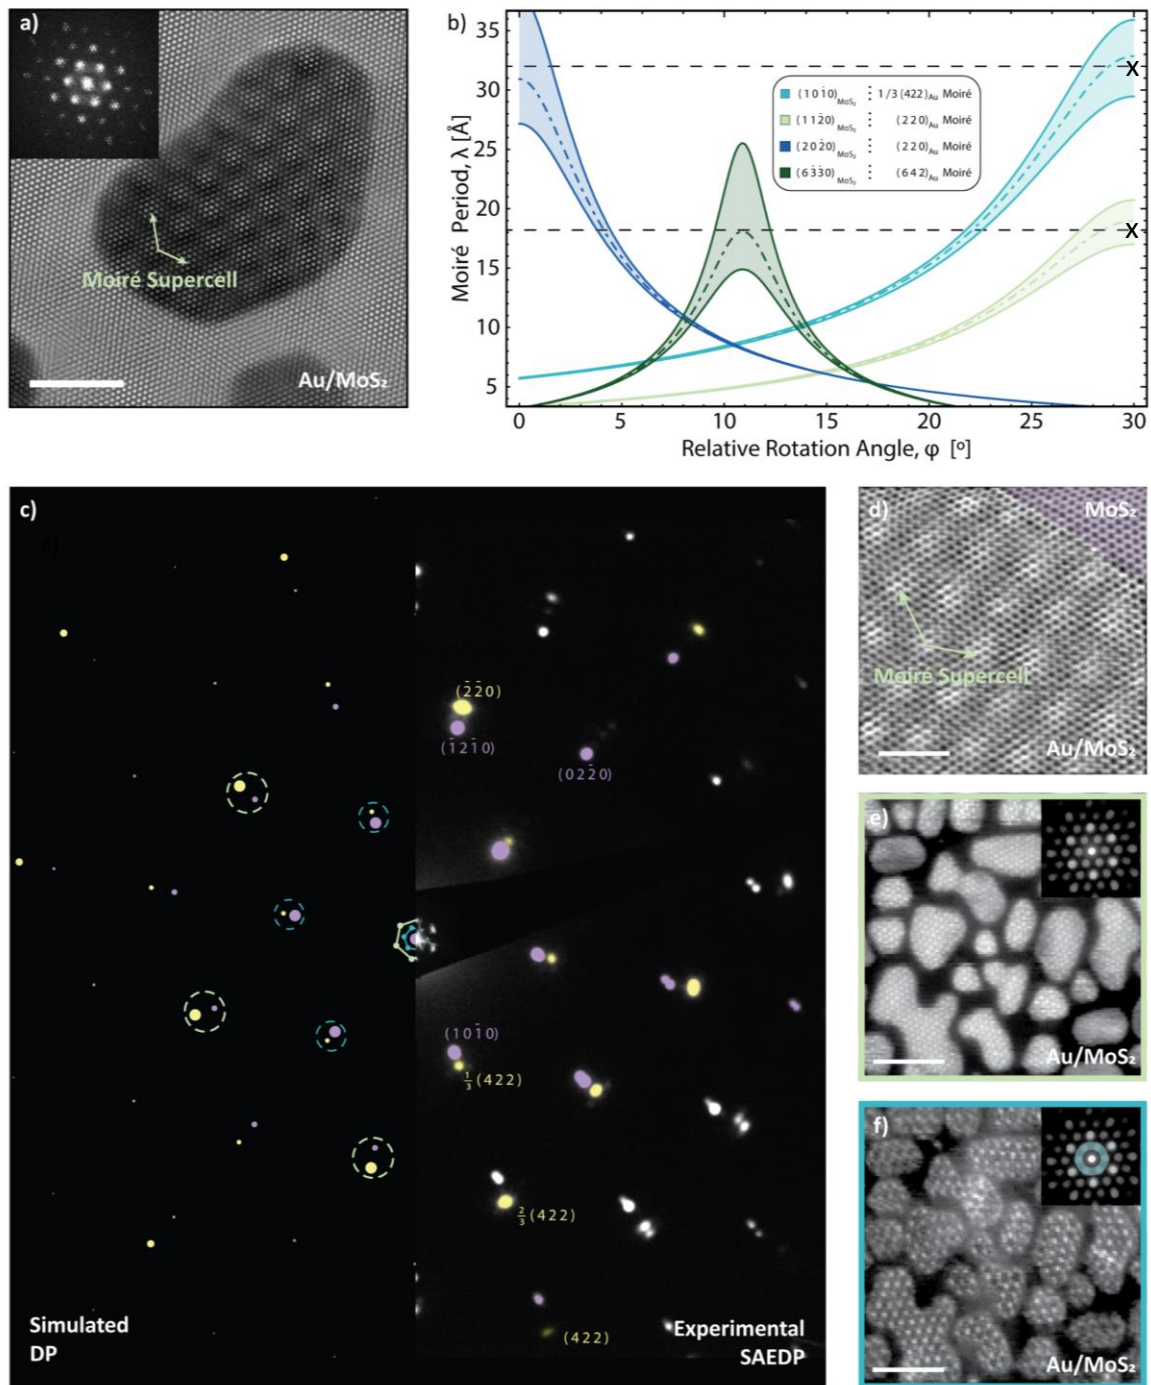 a)
Moiré Supercell
Au/MoS₂
b)
Moiré Period, λ [Å]
35
30
25
20
15
10
5
(101̄0)MoS₂ ⋮ 1/3(422)Au Moiré
(112̄0)MoS₂ ⋮ (220)Au Moiré
(202̄0)MoS₂ ⋮ (220)Au Moiré
(63̄3̄0)MoS₂ ⋮ (642)Au Moiré
X
X
0 5 10 15 20 25 30
Relative Rotation Angle, φ [º]
c)
(2̄2̄0)
(1̄21̄0)
(022̄0)
(101̄0)
1/3(422)
2/3(422)
(422)
Simulated
DP
Experimental
SAEDP
d)
MoS₂
Moiré Supercell
Au/MoS₂
e)
Au/MoS₂
f)
Au/MoS₂